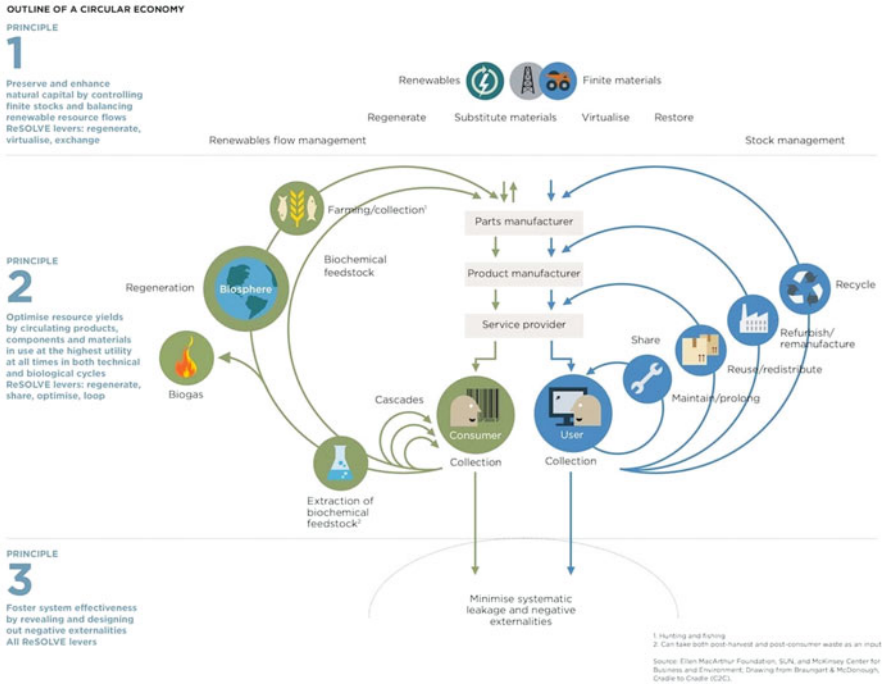 OUTLINE OF A CIRCULAR ECONOMY
PRINCIPLE
1
Preserve and enhance
natural capital by controlling
finite stocks and balancing
renewable resource flows
ReSOLVE levers: regenerate,
virtualise, exchange
Renewables
Finite materials
Regenerate
Substitute materials
Virtualise
Restore
Renewables flow management
Stock management
PRINCIPLE
2
Optimise resource yields
by circulating products,
components and materials
in use at the highest utility
at all times in both technical
and biological cycles
ReSOLVE levers: regenerate,
share, optimise, loop
Farming/collection¹
Biochemical
feedstock
Regeneration
Biosphere
Biogas
Cascades
Extraction of
biochemical
feedstock²
Parts manufacturer
Product manufacturer
Service provider
Consumer
Collection
User
Collection
Share
Maintain/prolong
Reuse/redistribute
Refurbish/
remanufacture
Recycle
PRINCIPLE
3
Foster system effectiveness
by revealing and designing
out negative externalities
All ReSOLVE levers
Minimise systematic
leakage and negative
externalities
1. Hunting and fishing
2. Can take both post-harvest and post-consumer waste as an input
Source: Ellen MacArthur Foundation, SUN, and McKinsey Center for
Business and Environment; Drawing from Braungart & McDonough,
Cradle to Cradle (C2C).